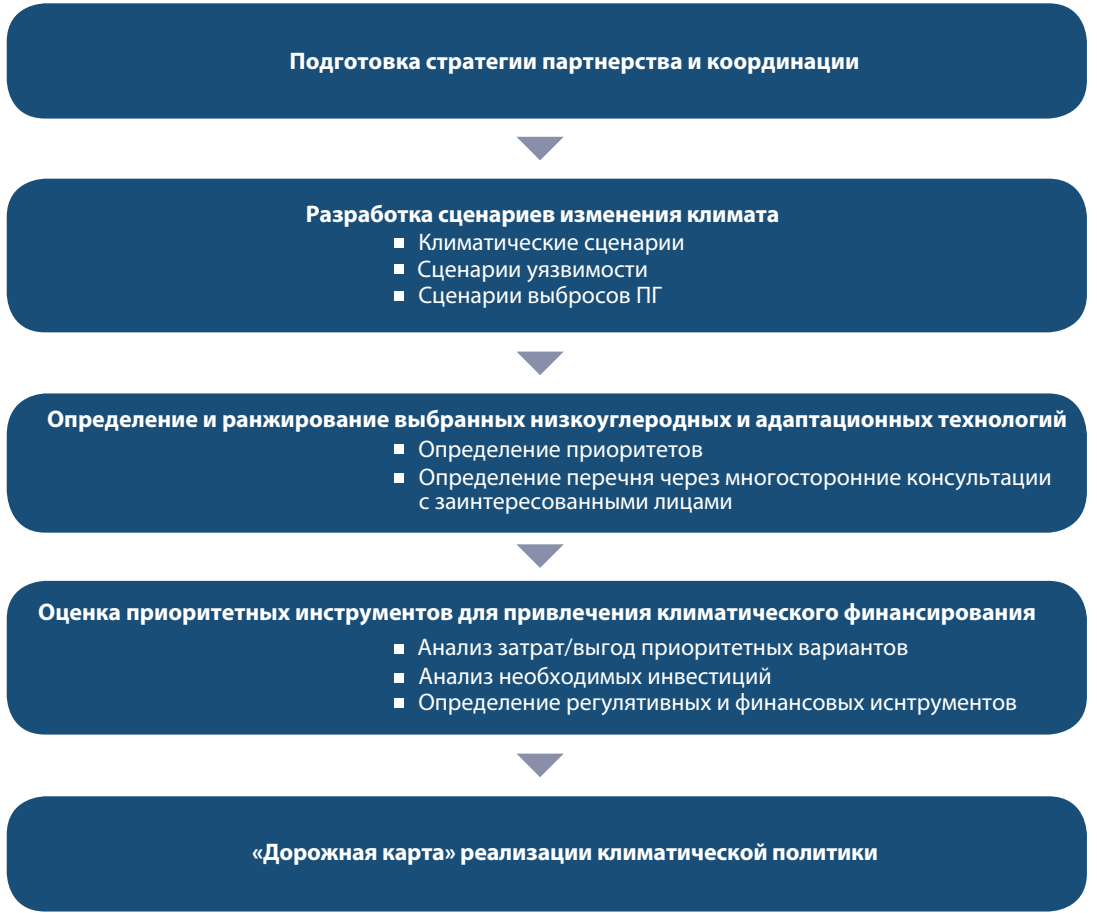 Подготовка стратегии партнерства и координации
Разработка сценариев изменения климата
Климатические сценарии
Сценарии уязвимости
Сценарии выбросов ПГ
Определение и ранжирование выбранных низкоуглеродных и адаптационных технологий
Определение приоритетов
Определение перечня через многосторонние консультации
с заинтересованными лицами
Оценка приоритетных инструментов для привлечения климатического финансирования
Анализ затрат/выгод приоритетных вариантов
Анализ необходимых инвестиций
Определение регулятивных и финансовых иснтрументов
«Дорожная карта» реализации климатической политики